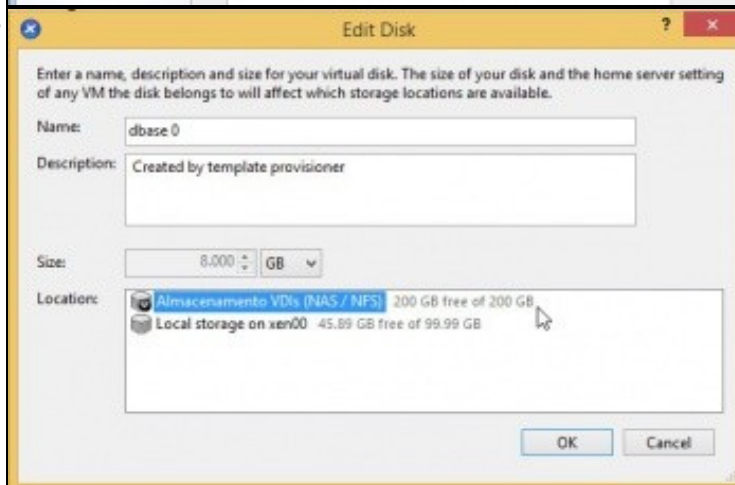 Edit Disk
?
Enter a name, description and size for your virtual disk. The size of your disk and the home server setting
of any VM the disk belongs to will affect which storage locations are available.
Name: dbase 0
Description: Created by template provisioner
Size: 8.000 GB
Location: Almacenamento VDIs (NAS / NFS) 200 GB free of 200 GB
Local storage on xen00 45.89 GB free of 99.99 GB
OK Cancel